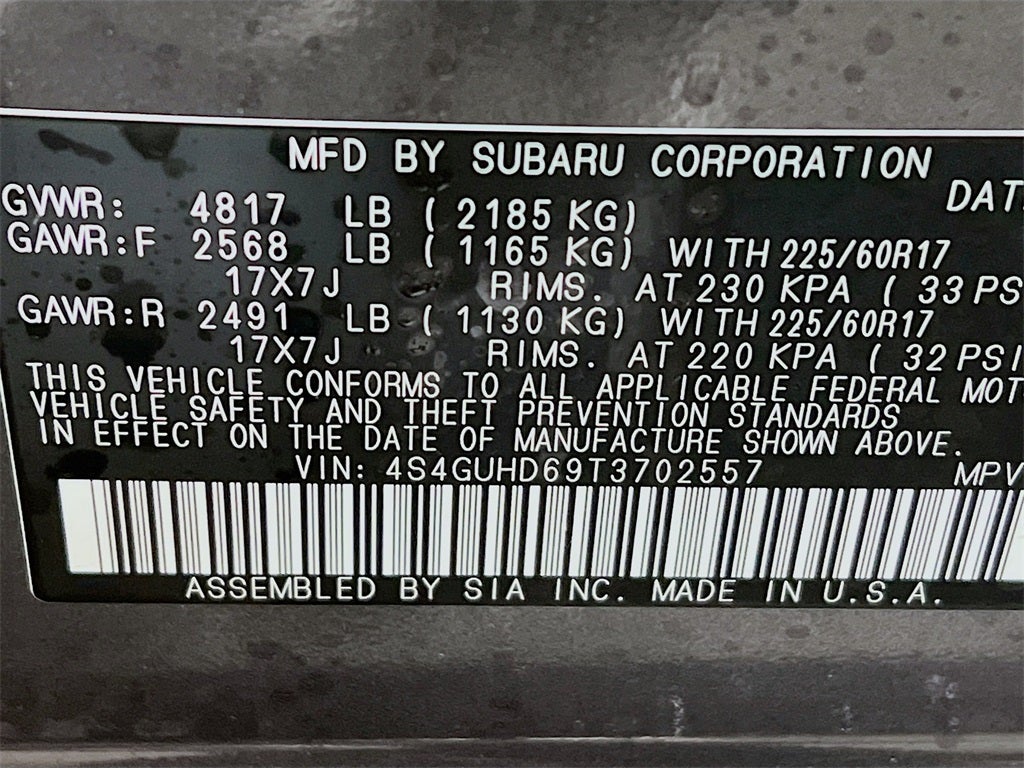 MFD BY SUBARU CORPORATION
DAT
GVWR: 4817 LB ( 2185 KG)
GAWR:F 2568 LB ( 1165 KG) WITH 225/60R17
17X7J RIMS. AT 230 KPA ( 33 PS
GAWR:R 2491 LB ( 1130 KG) WITH 225/60R17
17X7J RIMS. AT 220 KPA ( 32 PSI
THIS VEHICLE CONFORMS TO ALL APPLICABLE FEDERAL MOT
VEHICLE SAFETY AND THEFT PREVENTION STANDARDS
IN EFFECT ON THE DATE OF MANUFACTURE SHOWN ABOVE.
VIN: 4S4GUHD69T3702557 MPV
ASSEMBLED BY SIA INC. MADE IN U.S.A.